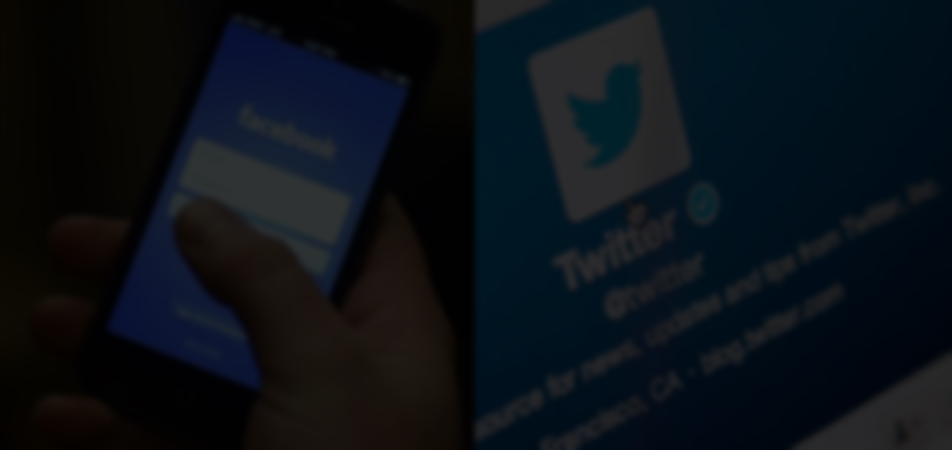 facebook
Twitter
@twitter
source for news, updates and tips from Twitter, Inc.
Francisco, CA - blog.twitter.com